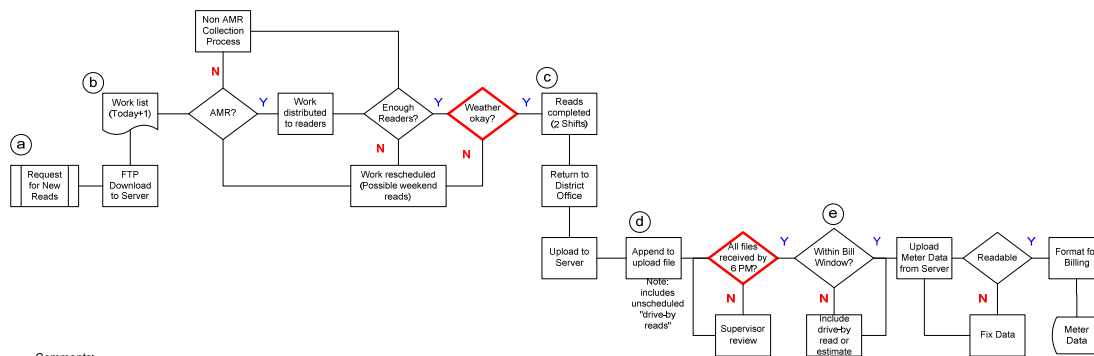 Non AMR
Collection
Process
N
b
Work list
(Today+1)
AMR?
Y
Work
distributed
to readers
Enough
Readers?
Y
N
Weather
okay?
Y
N
c
Reads
completed
(2 Shifts)
a
Request
for New
Reads
FTP
Download
to Server
Work rescheduled
(Possible weekend
reads)
Return to
District
Office
Upload to
Server
d
Append to
upload file
Note:
includes
unscheduled
"drive-by
reads"
All files
received by
6 PM?
Y
N
Supervisor
review
e
Within Bill
Window?
Y
N
Include
drive-by
read or
estimate
Upload
Meter Data
from Server
Readable
Y
N
Fix Data
Format for
Billing
Meter
Data
Comments: